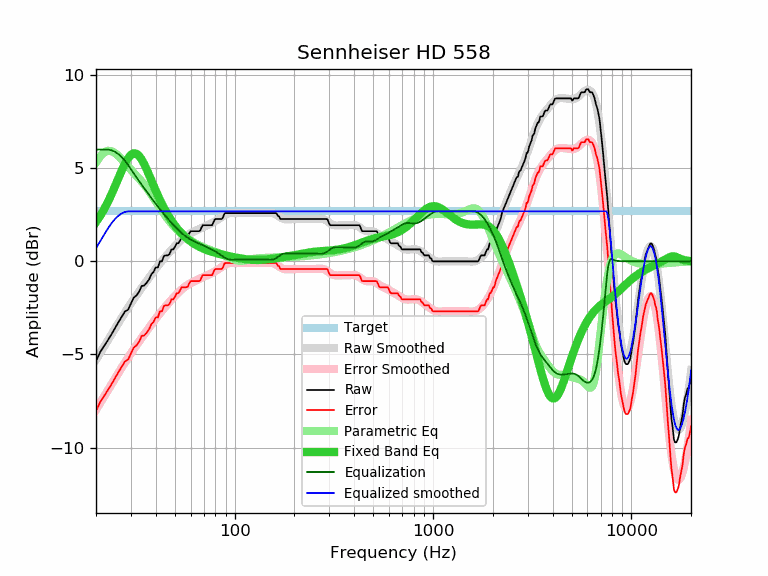 Sennheiser HD 558
10
5
0
−5
−10
Amplitude (dBr)
Target
Raw Smoothed
Error Smoothed
Raw
Error
Parametric Eq
Fixed Band Eq
Equalization
Equalized smoothed
100
1000
10000
Frequency (Hz)